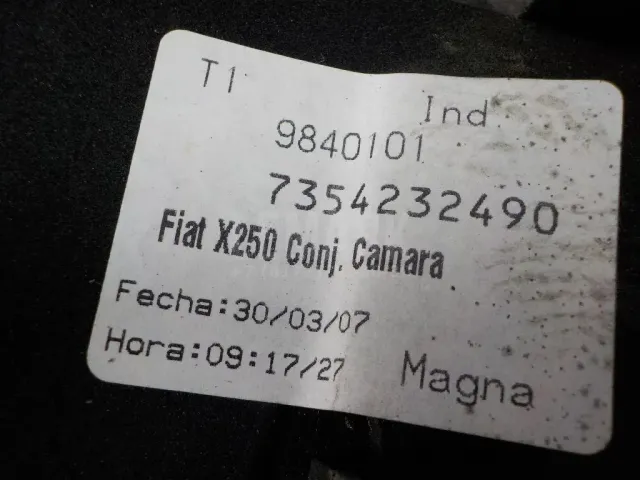 T1
Ind
9840101
7354232490
Fiat X250 Conj. Camara
Fecha:30/03/07
Hora:09:17/27
Magna